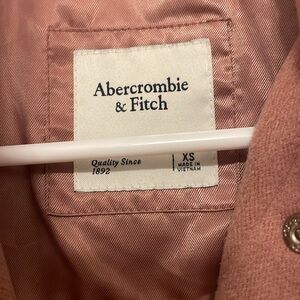 Abercrombie
& Fitch
Quality Since
1892
XS
MADE IN
VIETNAM